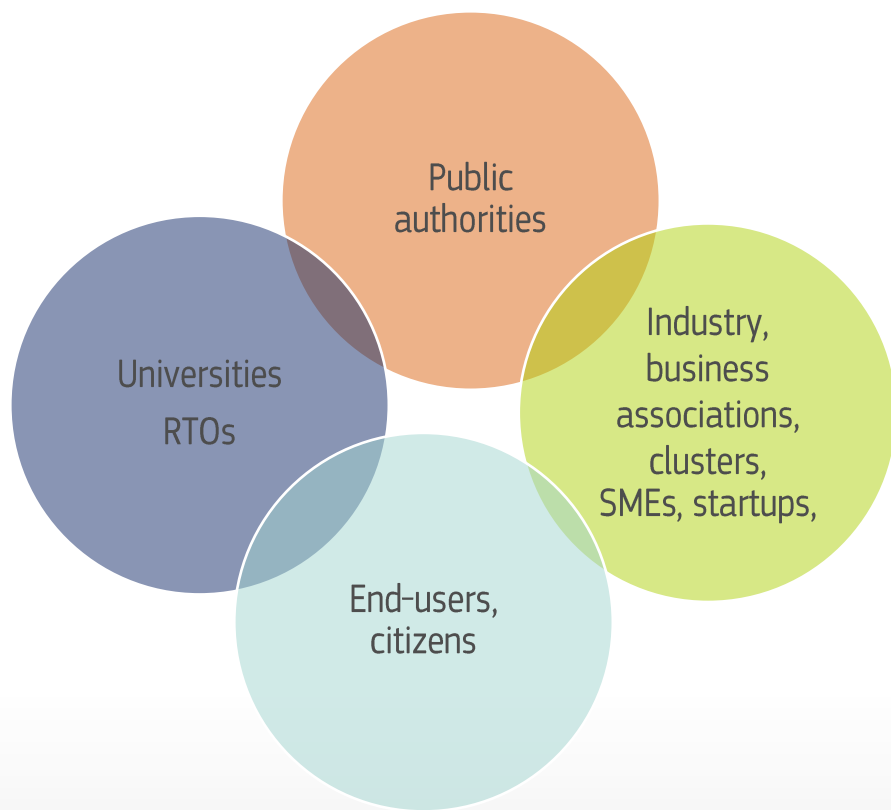 Public
authorities
Universities
RTOs
Industry,
business
associations,
clusters,
SMEs, startups,
End-users,
citizens